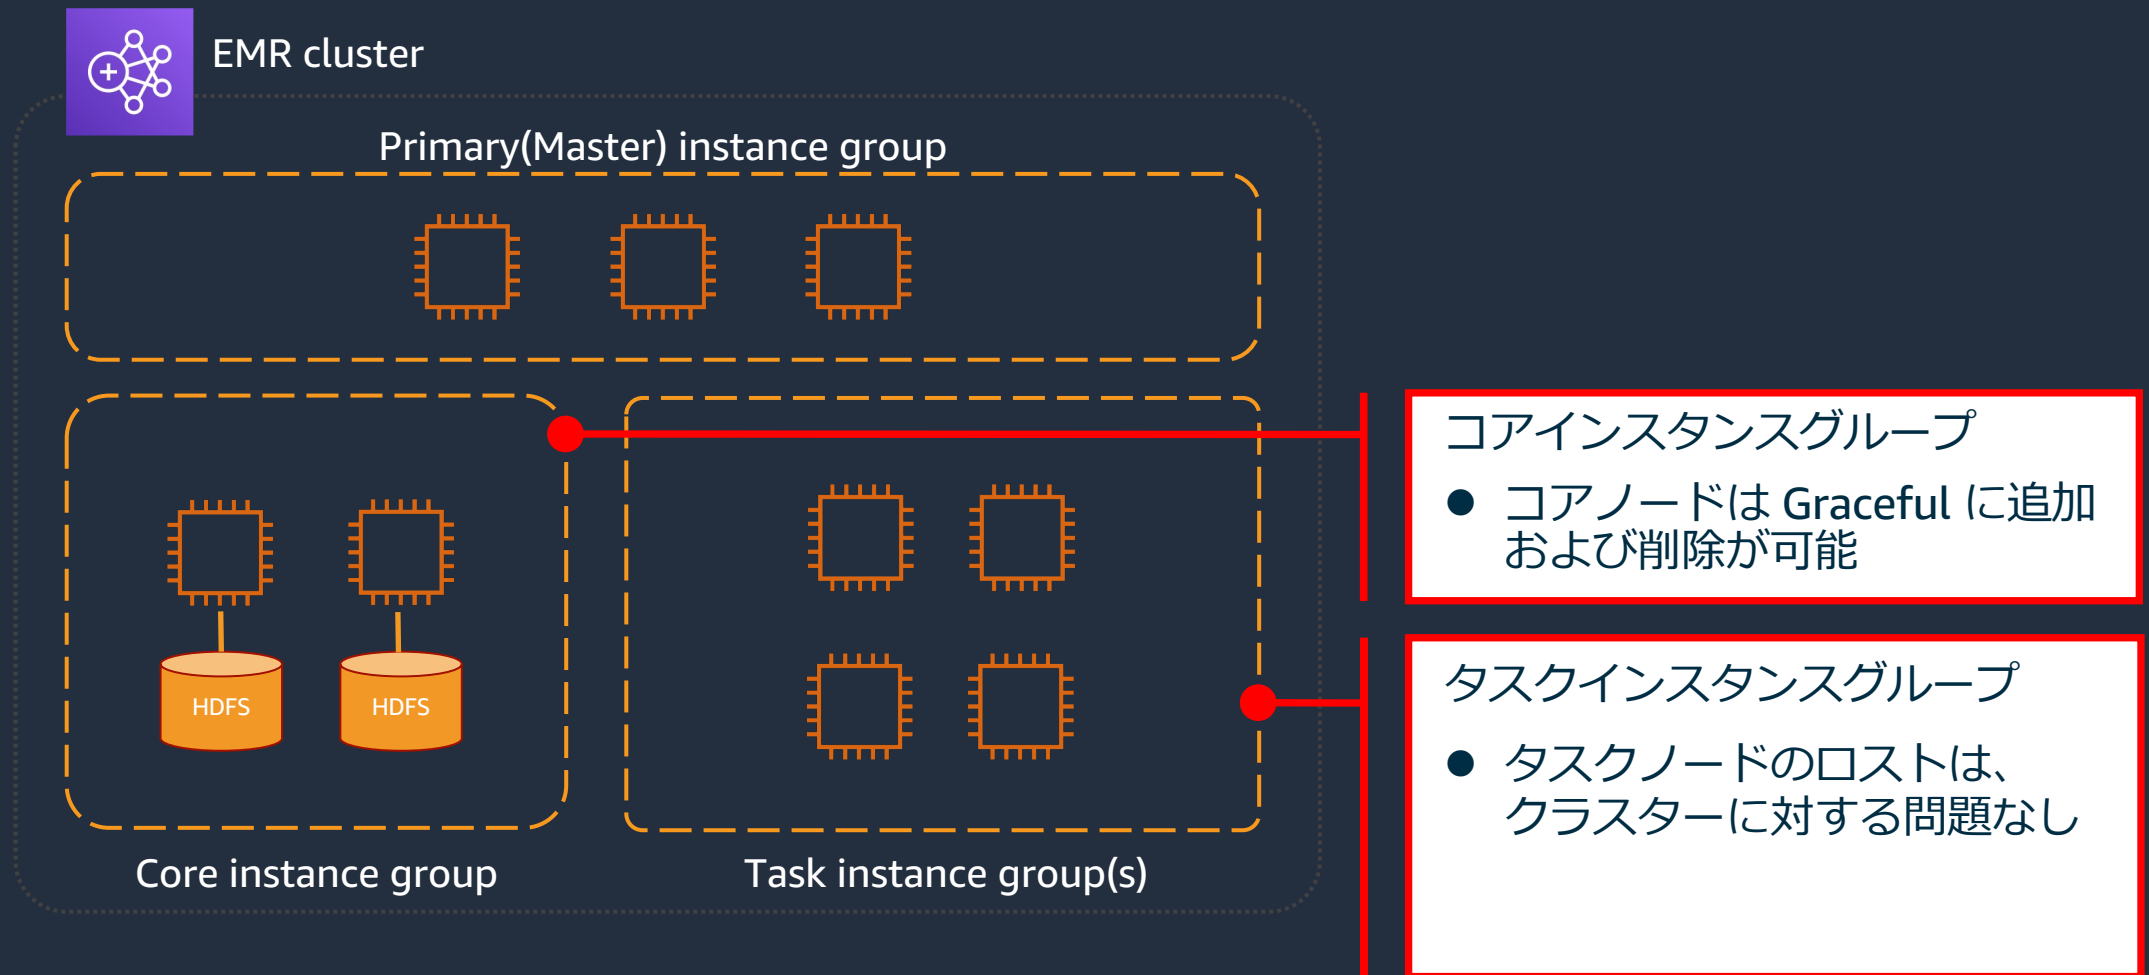 EMR cluster
Primary(Master) instance group
HDFS
HDFS
Core instance group
Task instance group(s)
コアインスタンスグループ
● コアノードは Graceful に追加
および削除が可能
タスクインスタンスグループ
● タスクノードのロストは、
クラスターに対する問題なし